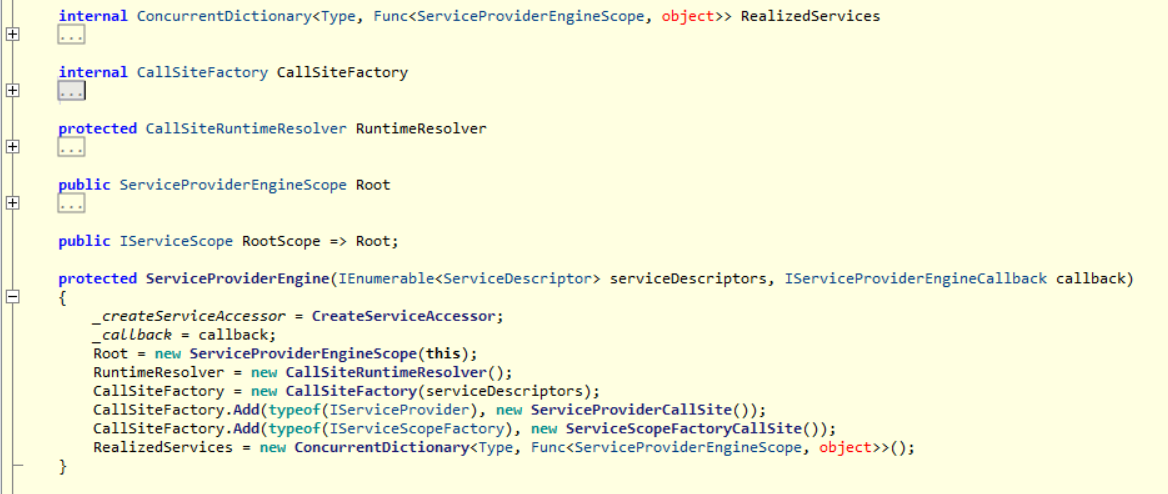 internal ConcurrentDictionary<Type, Func<ServiceProviderEngineScope, object>> RealizedServices
...
internal CallSiteFactory CallSiteFactory
...
protected CallSiteRuntimeResolver RuntimeResolver
...
public ServiceProviderEngineScope Root
...
public IServiceScope RootScope => Root;
protected ServiceProviderEngine(IEnumerable<ServiceDescriptor> serviceDescriptors, IServiceProviderEngineCallback callback)
{
_createServiceAccessor = CreateServiceAccessor;
_callback = callback;
Root = new ServiceProviderEngineScope(this);
RuntimeResolver = new CallSiteRuntimeResolver();
CallSiteFactory = new CallSiteFactory(serviceDescriptors);
CallSiteFactory.Add(typeof(IServiceProvider), new ServiceProviderCallSite());
CallSiteFactory.Add(typeof(IServiceScopeFactory), new ServiceScopeFactoryCallSite());
RealizedServices = new ConcurrentDictionary<Type, Func<ServiceProviderEngineScope, object>>();
}